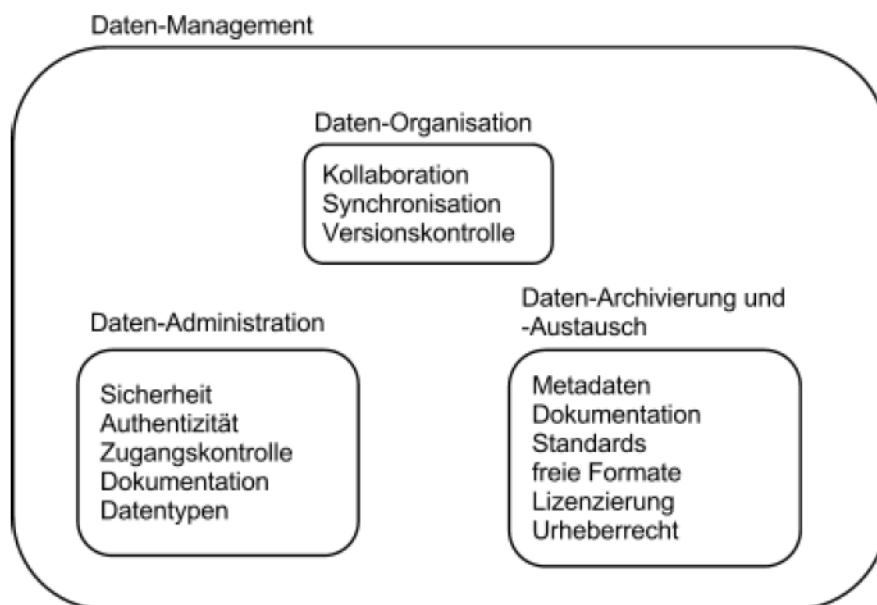 Daten-Management
Daten-Organisation
Kollaboration
Synchronisation
Versionskontrolle
Daten-Administration
Sicherheit
Authentizität
Zugangskontrolle
Dokumentation
Datentypen
Daten-Archivierung und
-Austausch
Metadaten
Dokumentation
Standards
freie Formate
Lizenzierung
Urheberrecht